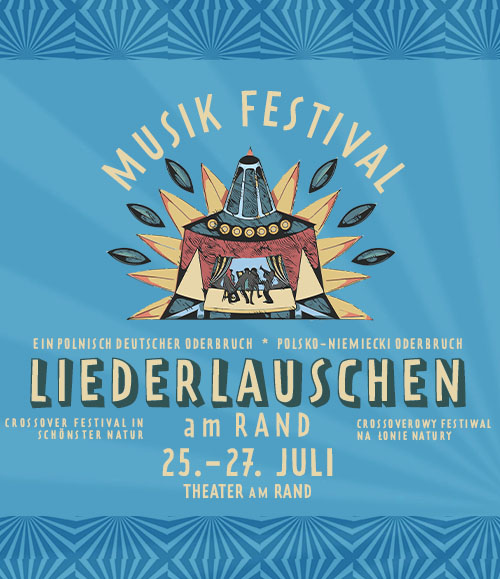 MUSIK FESTIVAL
EIN POLNISCH DEUTSCHER ODERBRUCH * POLSKO-NIEMIECKI ODERBRUCH
LIEDERLAUSCHEN
CROSSOVER FESTIVAL IN
SCHÖNSTER NATUR
am RAND
CROSSOVEROWY FESTIWAL
NA ŁONIE NATURY
25.–27. JULI
THEATER AM RAND